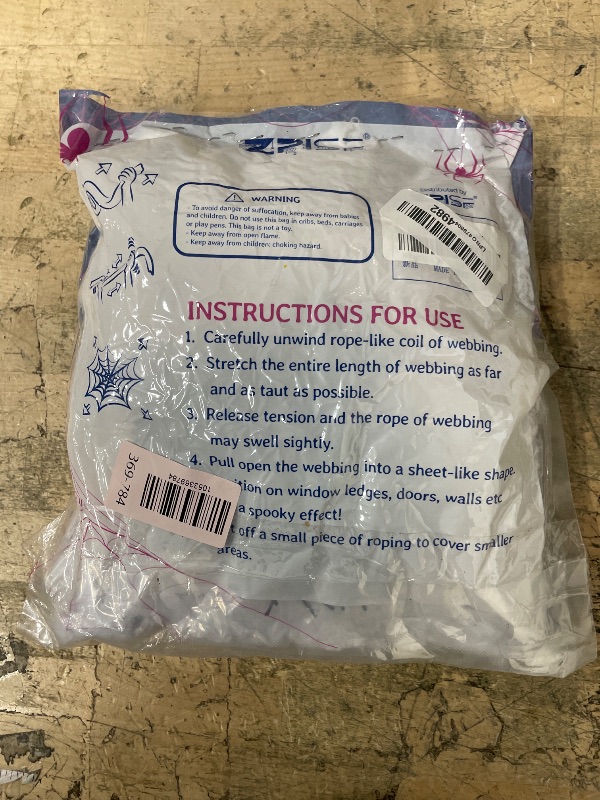 Distributed by
WARNING
- To avoid danger of suffocation, keep away from babies
and children. Do not use this bag in cribs, beds, carriages
or play pens. This bag is not a toy.
- Keep away from open flame.
- Keep away from children: choking hazard.
MADE
INSTRUCTIONS FOR USE
1. Carefully unwind rope-like coil of webbing.
2. Stretch the entire length of webbing as far
and as taut as possible.
3. Release tension and the rope of webbing
may swell sightly.
4. Pull open the webbing into a sheet-like shape.
ition on window ledges, doors, walls etc
a spooky effect!
off a small piece of roping to cover smaller
areas.
369-784
1052369784